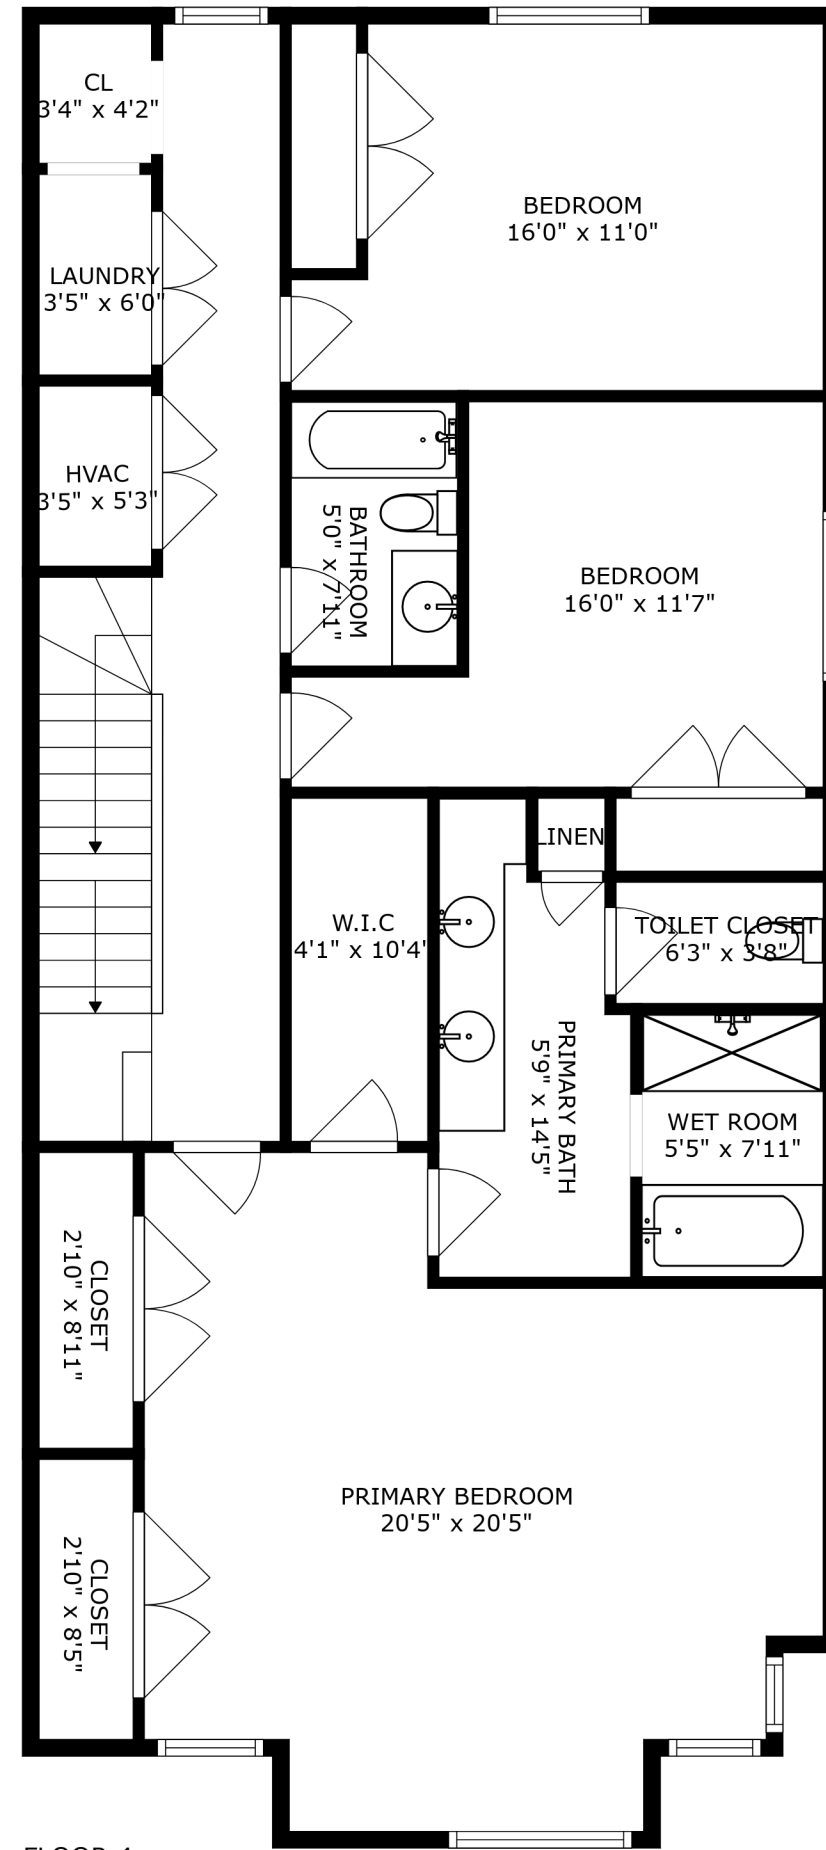 CL
3'4" x 4'2"
BEDROOM
16'0" x 11'0"
LAUNDRY
3'5" x 6'0"
HVAC
3'5" x 5'3"
BATHROOM
5'0" x 7'11"
BEDROOM
16'0" x 11'7"
LINEN
W.I.C
4'1" x 10'4"
TOILET CLOSET
6'3" x 3'8"
PRIMARY BATH
5'9" x 14'5"
WET ROOM
5'5" x 7'11"
CLOSET
2'10" x 8'11"
PRIMARY BEDROOM
20'5" x 20'5"
CLOSET
2'10" x 8'5"
FLOOR 4